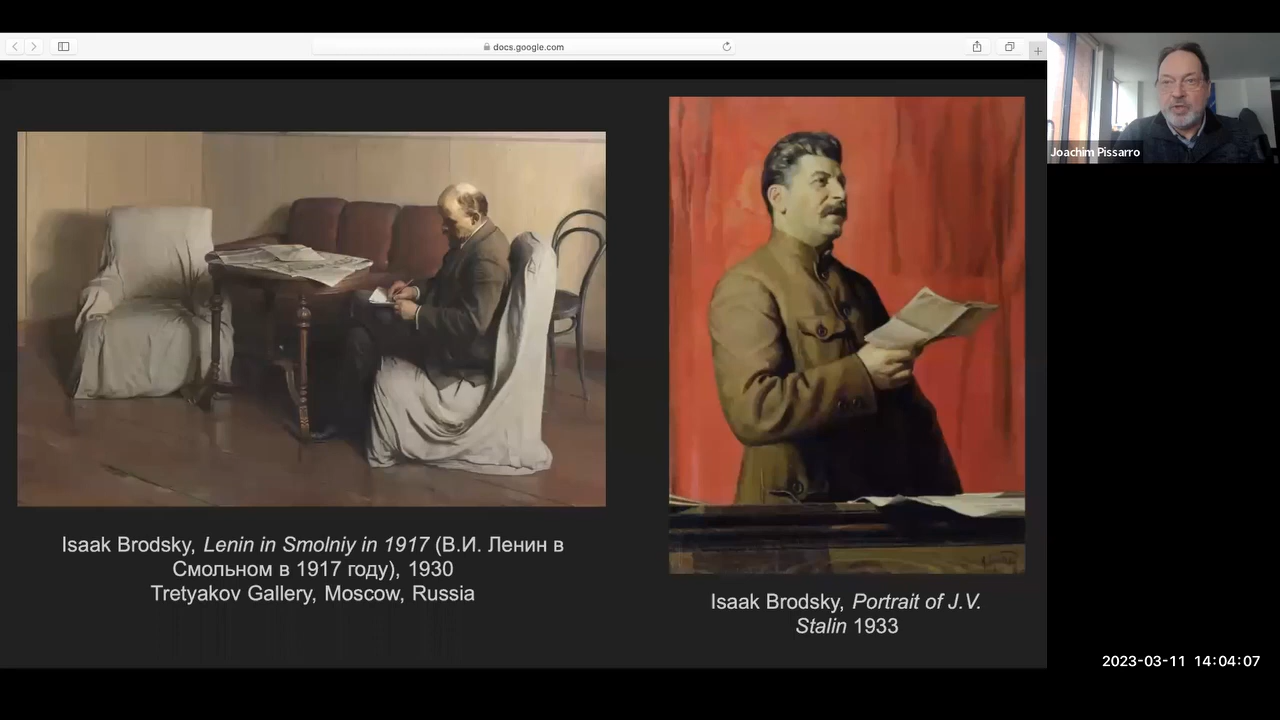 docs.google.com
Joachim Pissarro
Isaak Brodsky, Lenin in Smolniy in 1917 (В.И. Ленин в
Смольном в 1917 году), 1930
Tretyakov Gallery, Moscow, Russia
Isaak Brodsky, Portrait of J.V.
Stalin 1933
2023-03-11 14:04:07